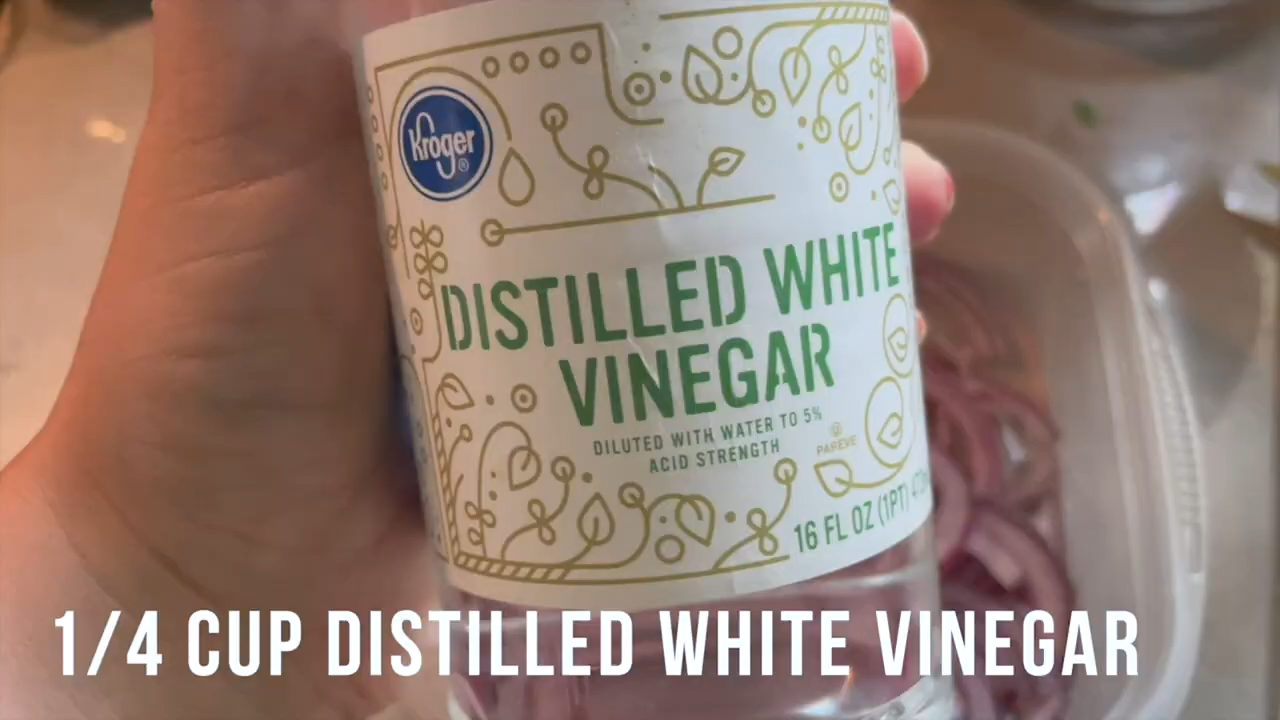 Kroger®
DISTILLED WHITE
VINEGAR
DILUTED WITH WATER TO 5%
ACID STRENGTH
PAREVE
16 FL OZ (1PT)
1/4 CUP DISTILLED WHITE VINEGAR